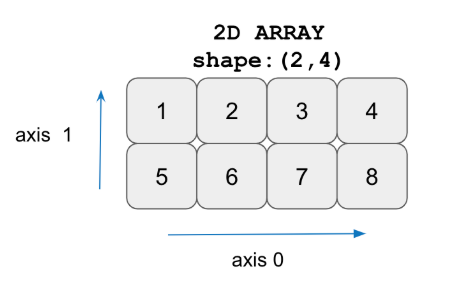 2D ARRAY
shape:(2,4)
axis 1
1 2 3 4
5 6 7 8
axis 0